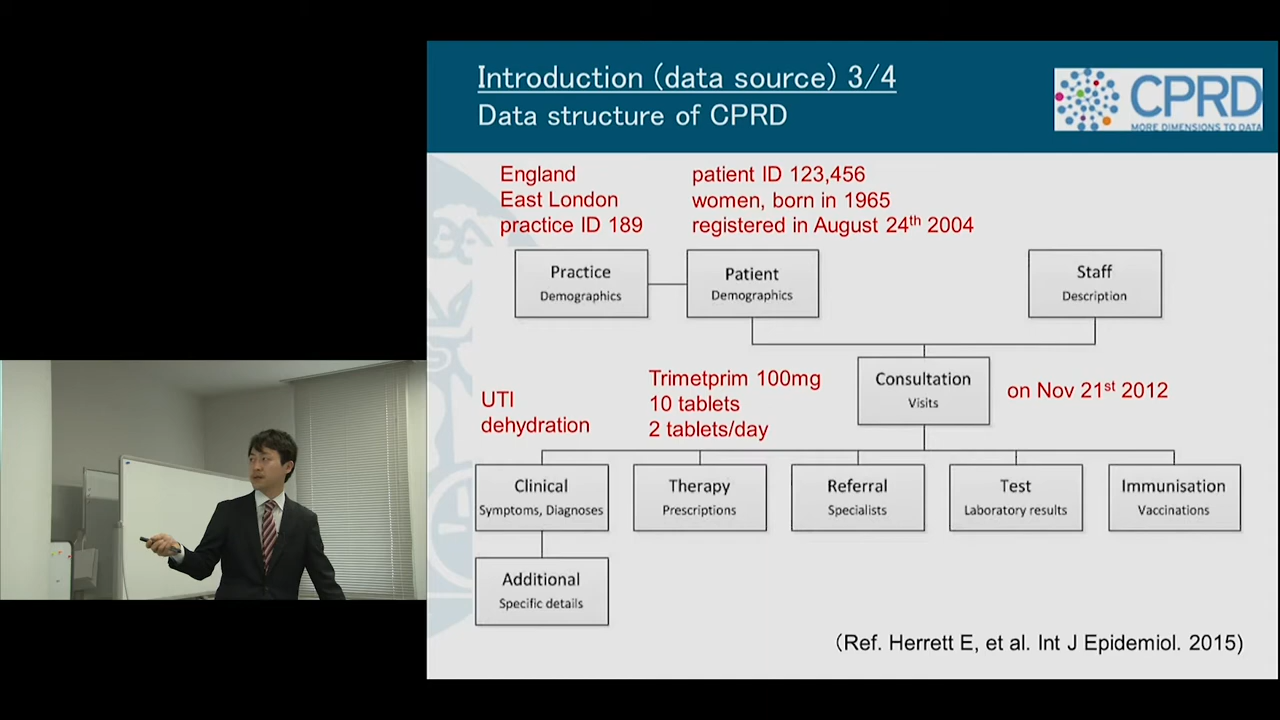 Introduction (data source) 3/4
Data structure of CPRD
CPRD
MORE DIMENSIONS TO DATA
England
East London
practice ID 189
patient ID 123,456
women, born in 1965
registered in August 24th 2004
Practice
Demographics
Patient
Demographics
Staff
Description
Consultation
Visits
on Nov 21st 2012
UTI
dehydration
Trimetprim 100mg
10 tablets
2 tablets/day
Clinical
Symptoms, Diagnoses
Therapy
Prescriptions
Referral
Specialists
Test
Laboratory results
Immunisation
Vaccinations
Additional
Specific details
(Ref. Herrett E, et al. Int J Epidemiol. 2015)